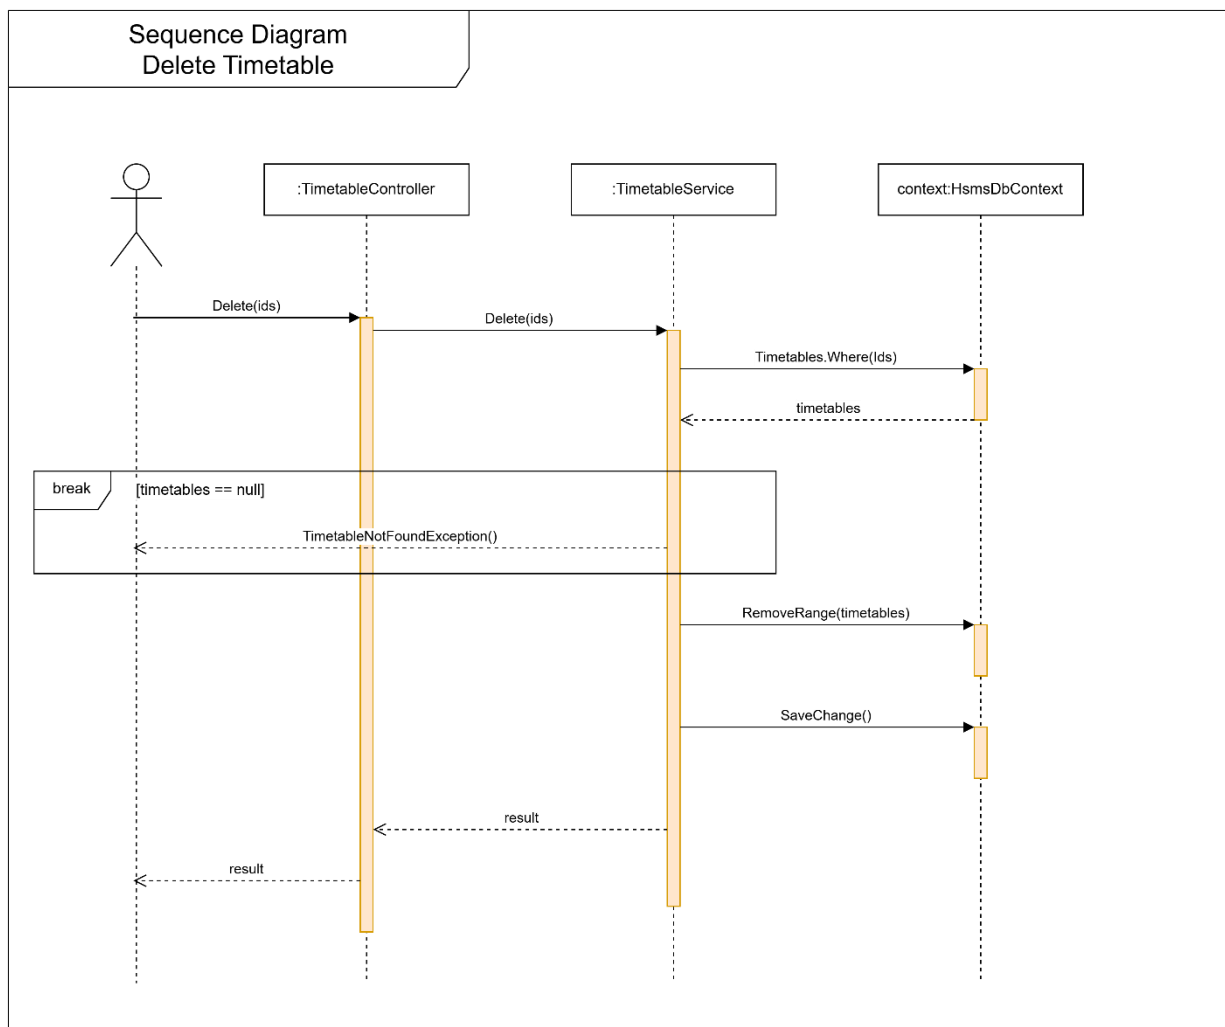 Sequence Diagram
Delete Timetable
:TimetableController
:TimetableService
context:HsmsDbContext
Delete(ids)
Delete(ids)
Timetables.Where(Ids)
timetables
break
[timetables == null]
TimetableNotFoundException()
RemoveRange(timetables)
SaveChange()
result
result